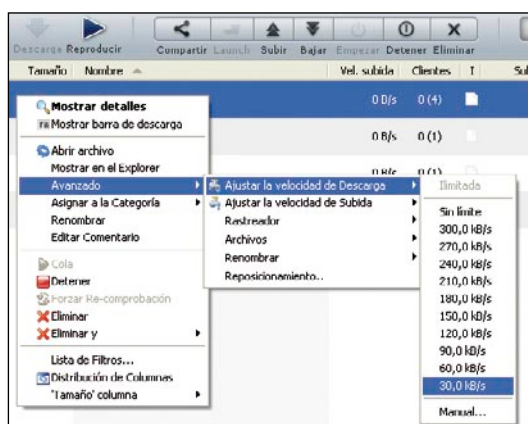 Descarga Reproducir Compartir Launch Subir Bajar Empezar Detener Eliminar
Tamaño Nombre Vel. subida Clientes I Sul
0 B/s 0 (4)
0 B/s 0 (1)
0 B/s 0 (1)
Mostrar detalles
Mostrar barra de descarga
Abrir archivo
Mostrar en el Explorer
Avanzado
Asignar a la Categoría
Renombrar
Editar Comentario
Cola
Detener
Forzar Re-comprobación
Eliminar
Eliminar y
Lista de Filtros...
Distribución de Columnas
'Tamaño' columna
Ajustar la velocidad de Descarga
Ajustar la velocidad de Subida
Rastreador
Archivos
Renombrar
Reposicionamiento..
Ilimitada
Sin límite
300,0 kB/s
270,0 kB/s
240,0 kB/s
210,0 kB/s
180,0 kB/s
150,0 kB/s
120,0 kB/s
90,0 kB/s
60,0 kB/s
30,0 kB/s
Manual...